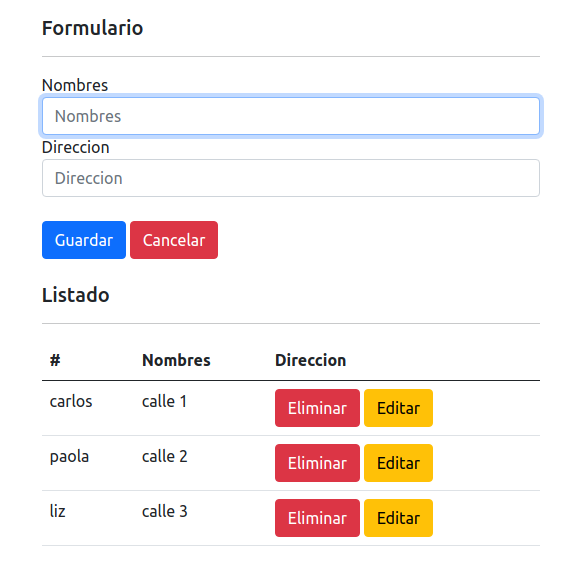 Formulario
Nombres
Nombres
Direccion
Direccion
Guardar Cancelar
Listado
# Nombres Direccion
carlos calle 1 Eliminar Editar
paola calle 2 Eliminar Editar
liz calle 3 Eliminar Editar